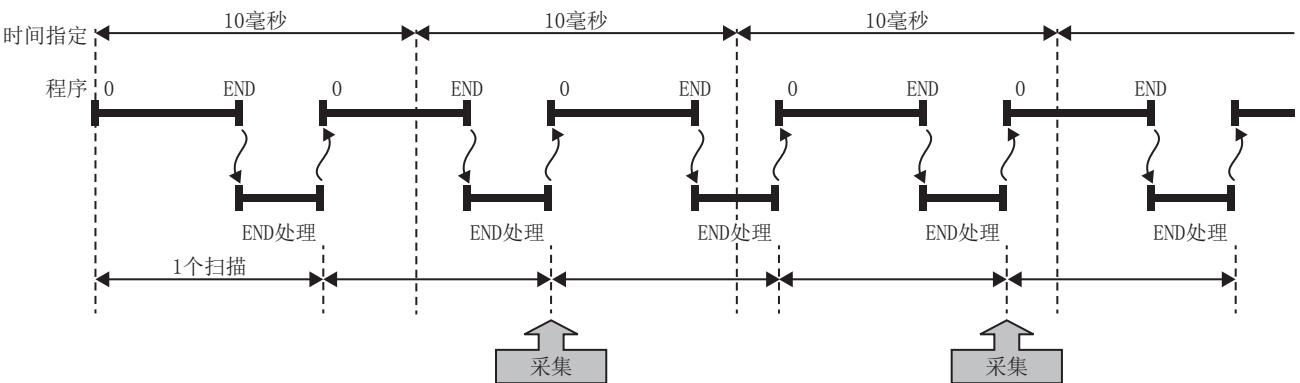 10毫秒 10毫秒 10毫秒
时间指定
程序 0 END 0 END 0 END 0 END 0 END
END处理 END处理 END处理 END处理 END处理
1个扫描
采集 采集